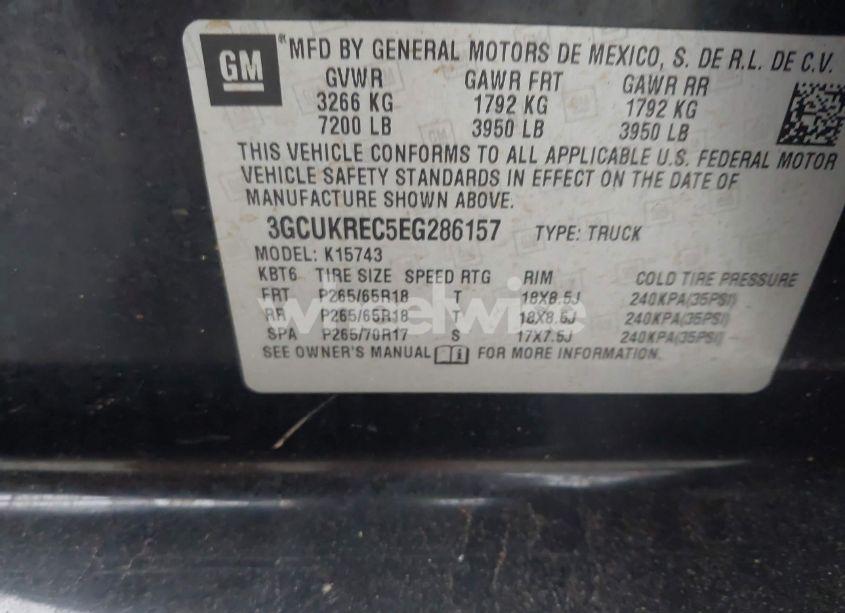 GM MFD BY GENERAL MOTORS DE MEXICO, S. DE R.L. DE C.V.
GVWR GAWR FRT GAWR RR
3266 KG 1792 KG 1792 KG
7200 LB 3950 LB 3950 LB
THIS VEHICLE CONFORMS TO ALL APPLICABLE U.S. FEDERAL MOTOR
VEHICLE SAFETY STANDARDS IN EFFECT ON THE DATE OF
MANUFACTURE SHOWN ABOVE.
3GCUKREC5EG286157 TYPE: TRUCK
MODEL: K15743
KBT6 TIRE SIZE SPEED RTG RIM COLD TIRE PRESSURE
FRT P265/65R18 T 18X8.5J 240KPA(35PSI)
RR P265/65R18 T 18X8.5J 240KPA(35PSI)
SPA P265/70R17 S 17X7.5J 240KPA(35PSI)
SEE OWNER'S MANUAL FOR MORE INFORMATION.